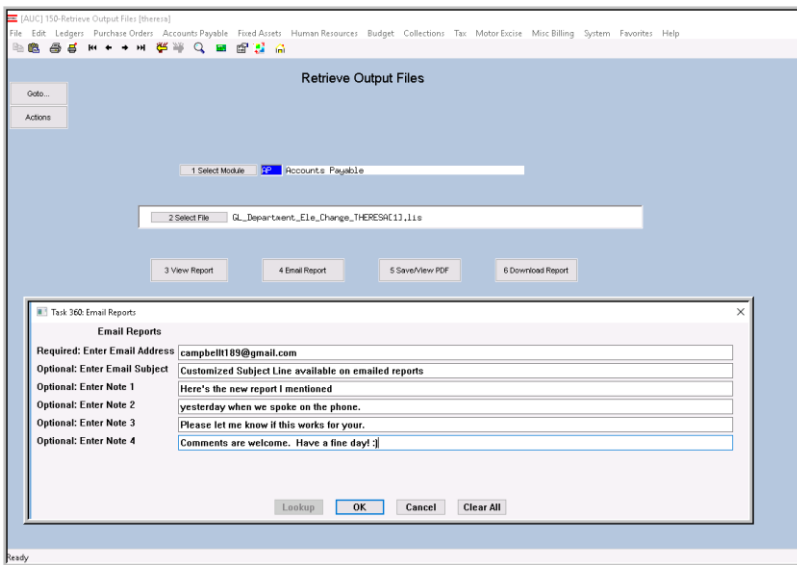 [AUC] 150-Retrieve Output Files [theresa]
File Edit Ledgers Purchase Orders Accounts Payable Fixed Assets Human Resources Budget Collections Tax Motor Excise Misc Billing System Favorites Help
Retrieve Output Files
Goto...
Actions
1 Select Module AP Accounts Payable
2 Select File GL_Department_Ele_Change_THERESA[1].lis
3 View Report 4 Email Report 5 Save/View PDF 6 Download Report
Task 360: Email Reports
Email Reports
Required: Enter Email Address campbellt189@gmail.com
Optional: Enter Email Subject Customized Subject Line available on emailed reports
Optional: Enter Note 1 Here's the new report I mentioned
Optional: Enter Note 2 yesterday when we spoke on the phone.
Optional: Enter Note 3 Please let me know if this works for your.
Optional: Enter Note 4 Comments are welcome. Have a fine day! :)
Lookup OK Cancel Clear All
Ready